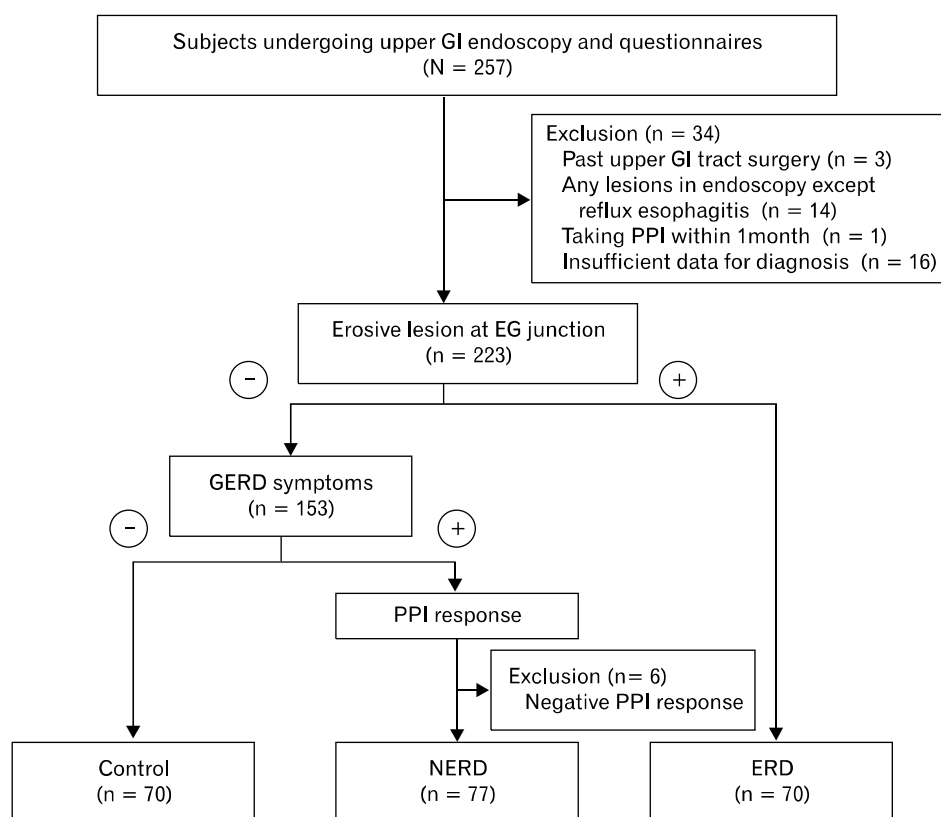 Subjects undergoing upper GI endoscopy and questionnaires
(N = 257)
Exclusion (n = 34)
Past upper GI tract surgery (n = 3)
Any lesions in endoscopy except
reflux esophagitis (n = 14)
Taking PPI within 1month (n = 1)
Insufficient data for diagnosis (n = 16)
Erosive lesion at EG junction
(n = 223)
−
+
GERD symptoms
(n = 153)
−
+
PPI response
Exclusion (n= 6)
Negative PPI response
Control
(n = 70)
NERD
(n = 77)
ERD
(n = 70)